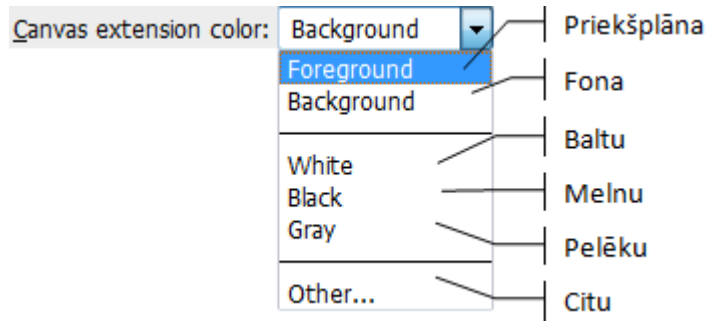 Canvas extension color: Background
Foreground
Background
White
Black
Gray
Other...
Priekšplāna
Fona
Baltu
Melnu
Pelēku
Citu